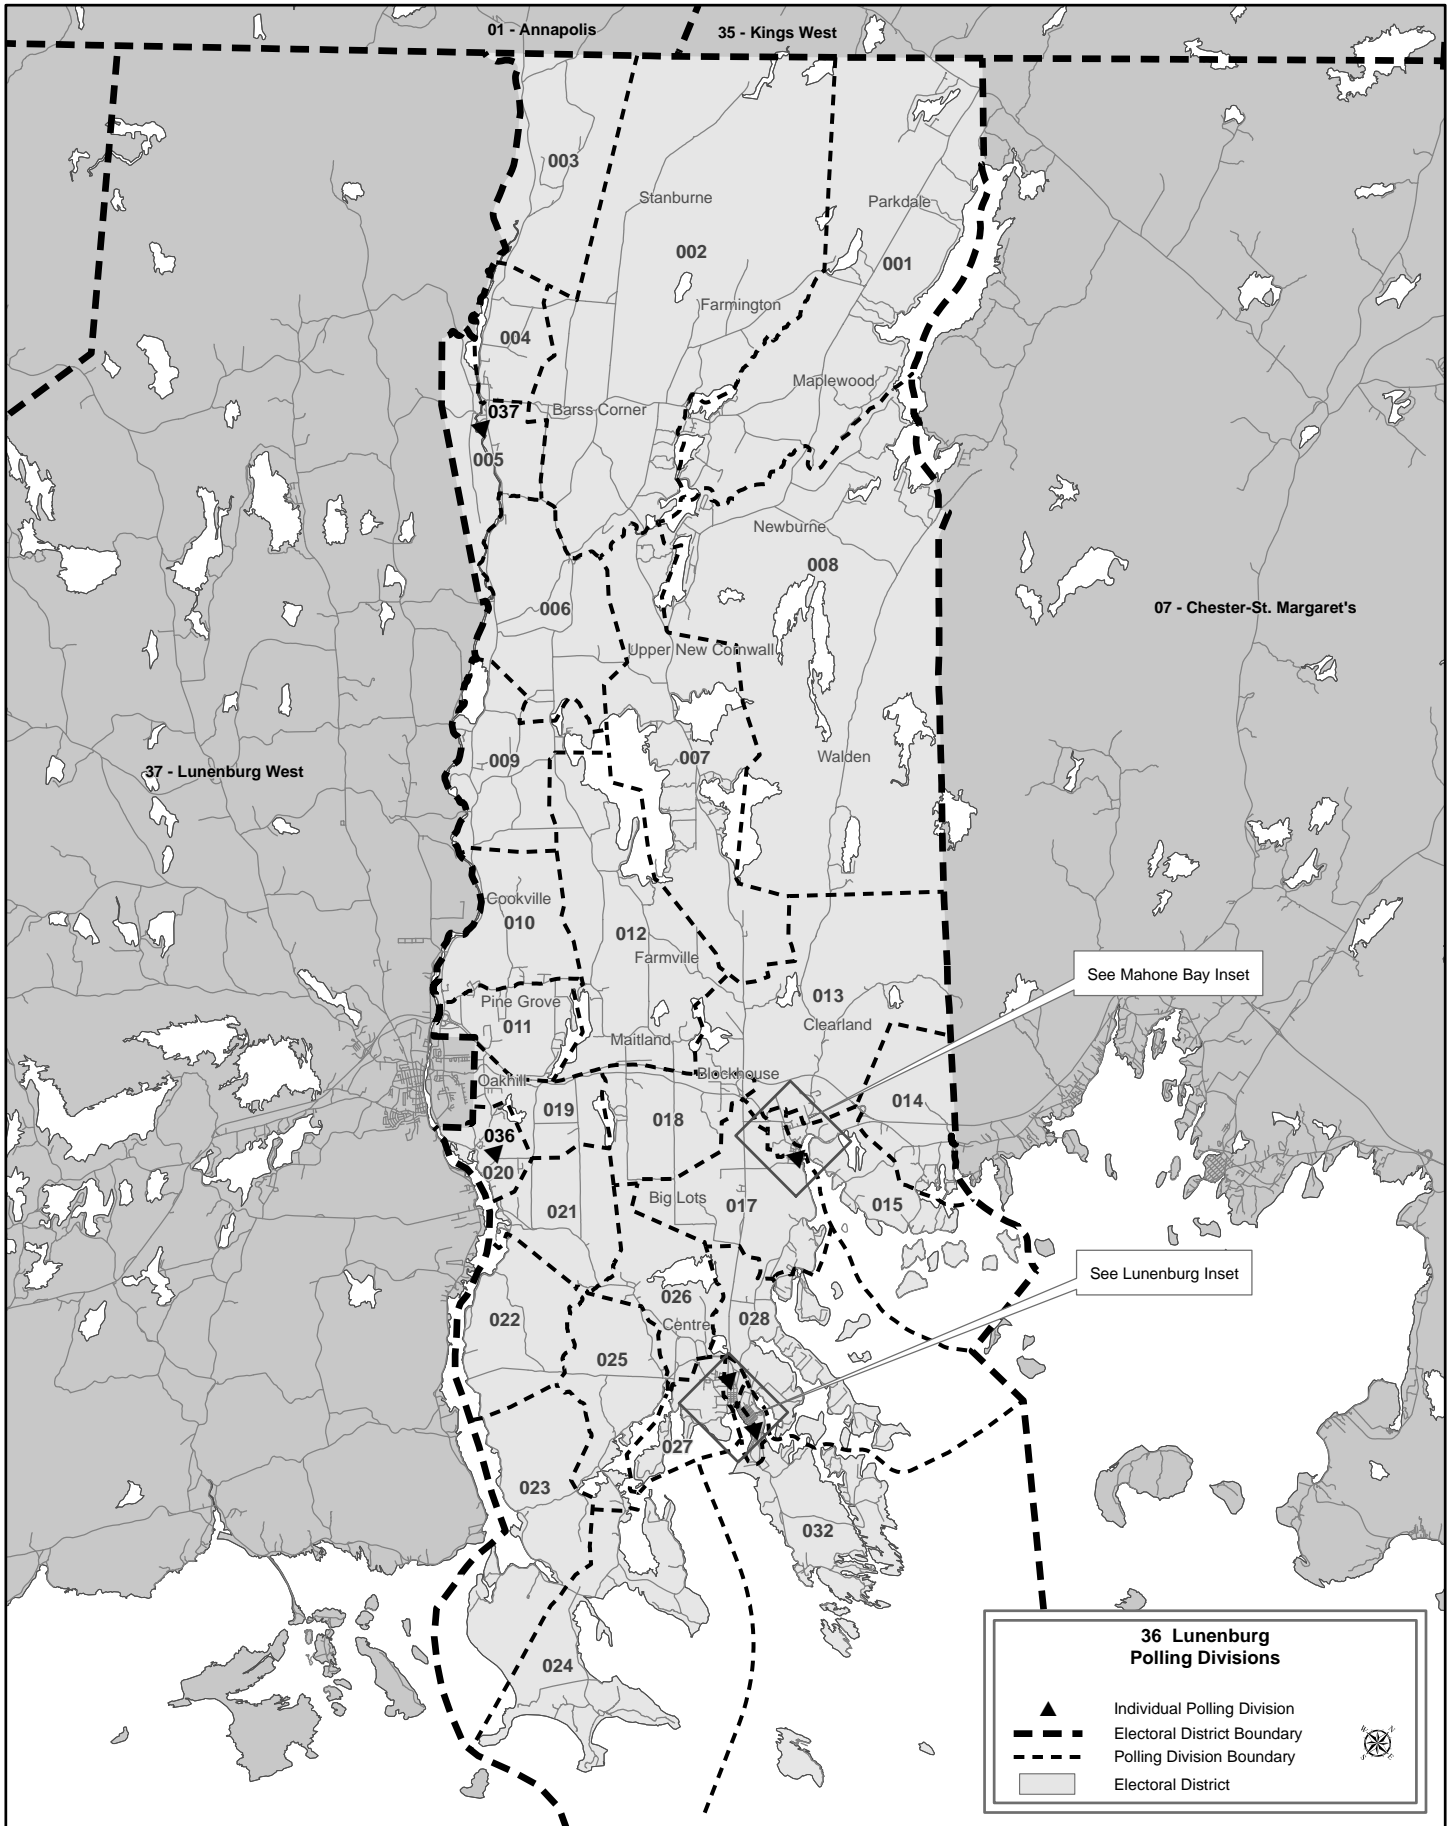 01 - Annapolis
35 - Kings West
003
Stanburne
Parkdale
002
001
Farmington
004
Maplewood
037
Barss Corner
005
Newburne
008
006
07 - Chester-St. Margaret's
Upper New Cornwall
009
007
Walden
37 - Lunenburg West
Cookville
010
012
Farmville
See Mahone Bay Inset
Pine Grove
013
011
Clearland
Maitland
Blockhouse
Oakhill
019
018
014
036
020
Big Lots
021
017
015
See Lunenburg Inset
026
022
Centre
028
025
027
023
032
024
36 Lunenburg
Polling Divisions
Individual Polling Division
Electoral District Boundary
Polling Division Boundary
Electoral District